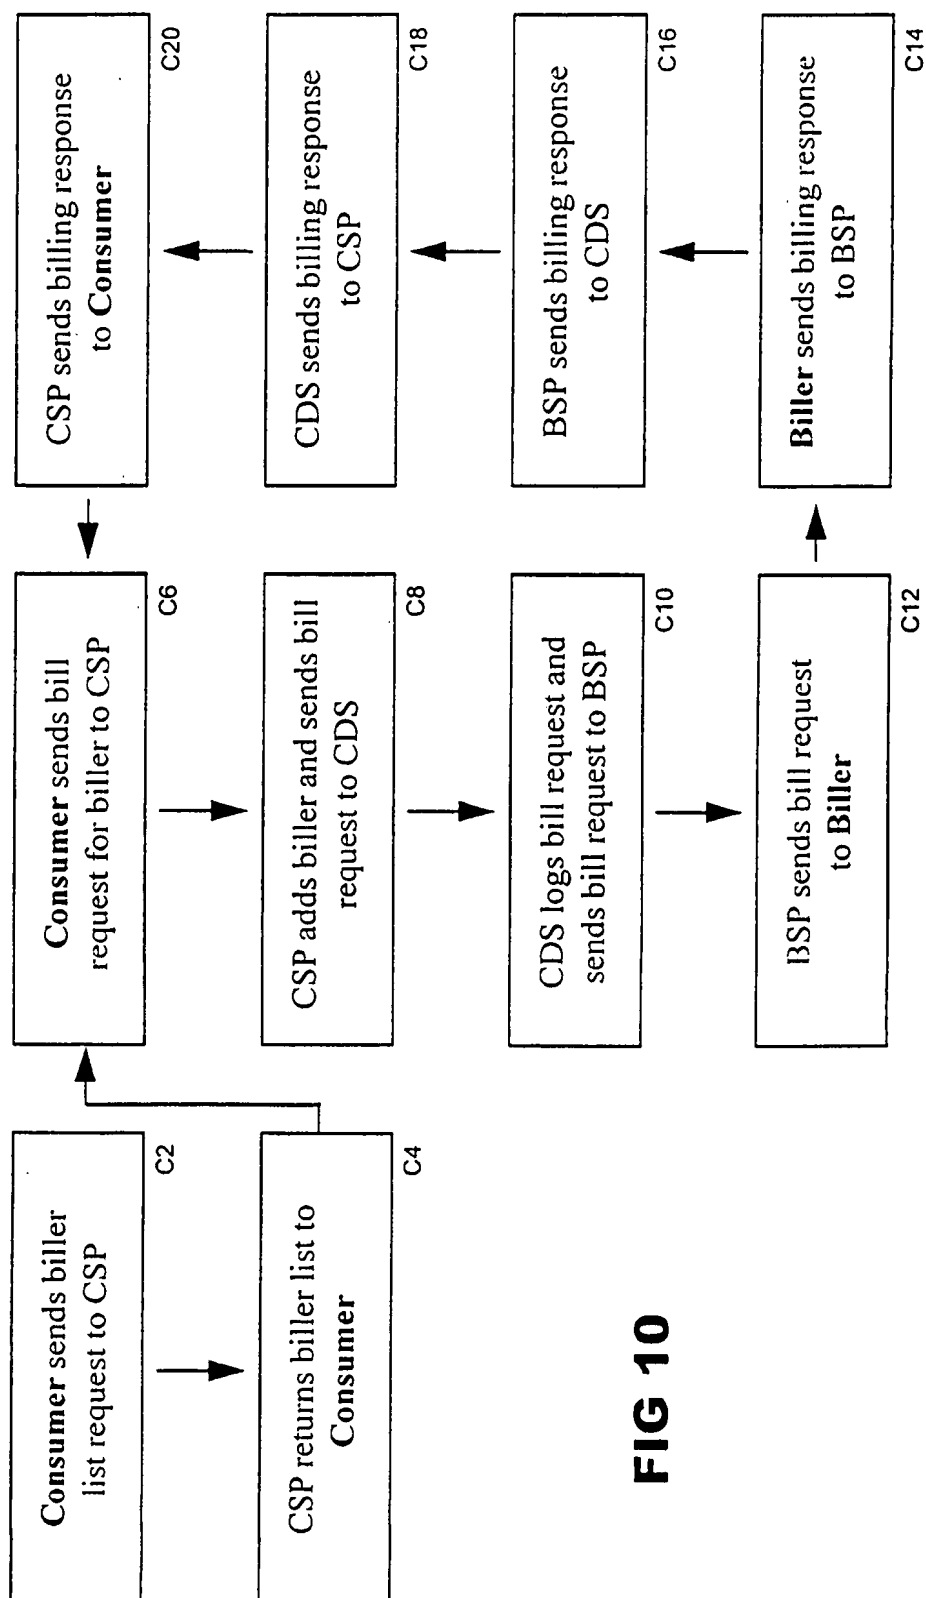 Consumer sends biller
list request to CSP
C2
CSP returns biller list to
Consumer
C4
Consumer sends bill
request for biller to CSP
C6
CSP adds biller and sends bill
request to CDS
C8
CDS logs bill request and
sends bill request to BSP
C10
BSP sends bill request
to Biller
C12
Biller sends billing response
to BSP
C14
BSP sends billing response
to CDS
C16
CDS sends billing response
to CSP
C18
CSP sends billing response
to Consumer
C20
FIG 10